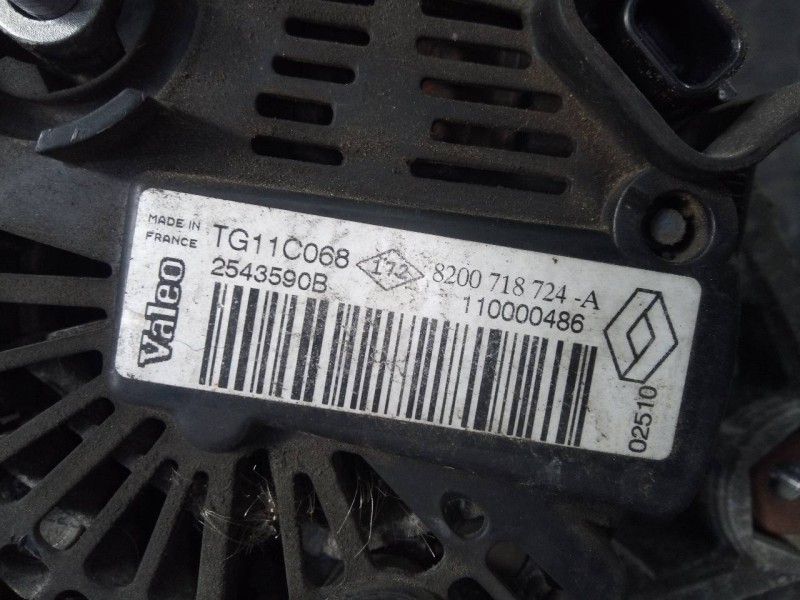 MADE IN
FRANCE
Valeo
TG11C068
2543590B
172
8200 718 724 -A
110000486
02510